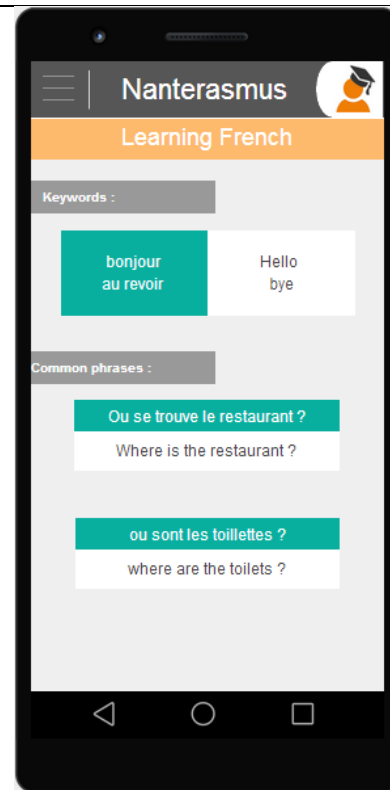 Nanterasmus
Learning French
Keywords :
bonjour
au revoir
Hello
bye
Common phrases :
Ou se trouve le restaurant ?
Where is the restaurant ?
ou sont les toillettes ?
where are the toilets ?